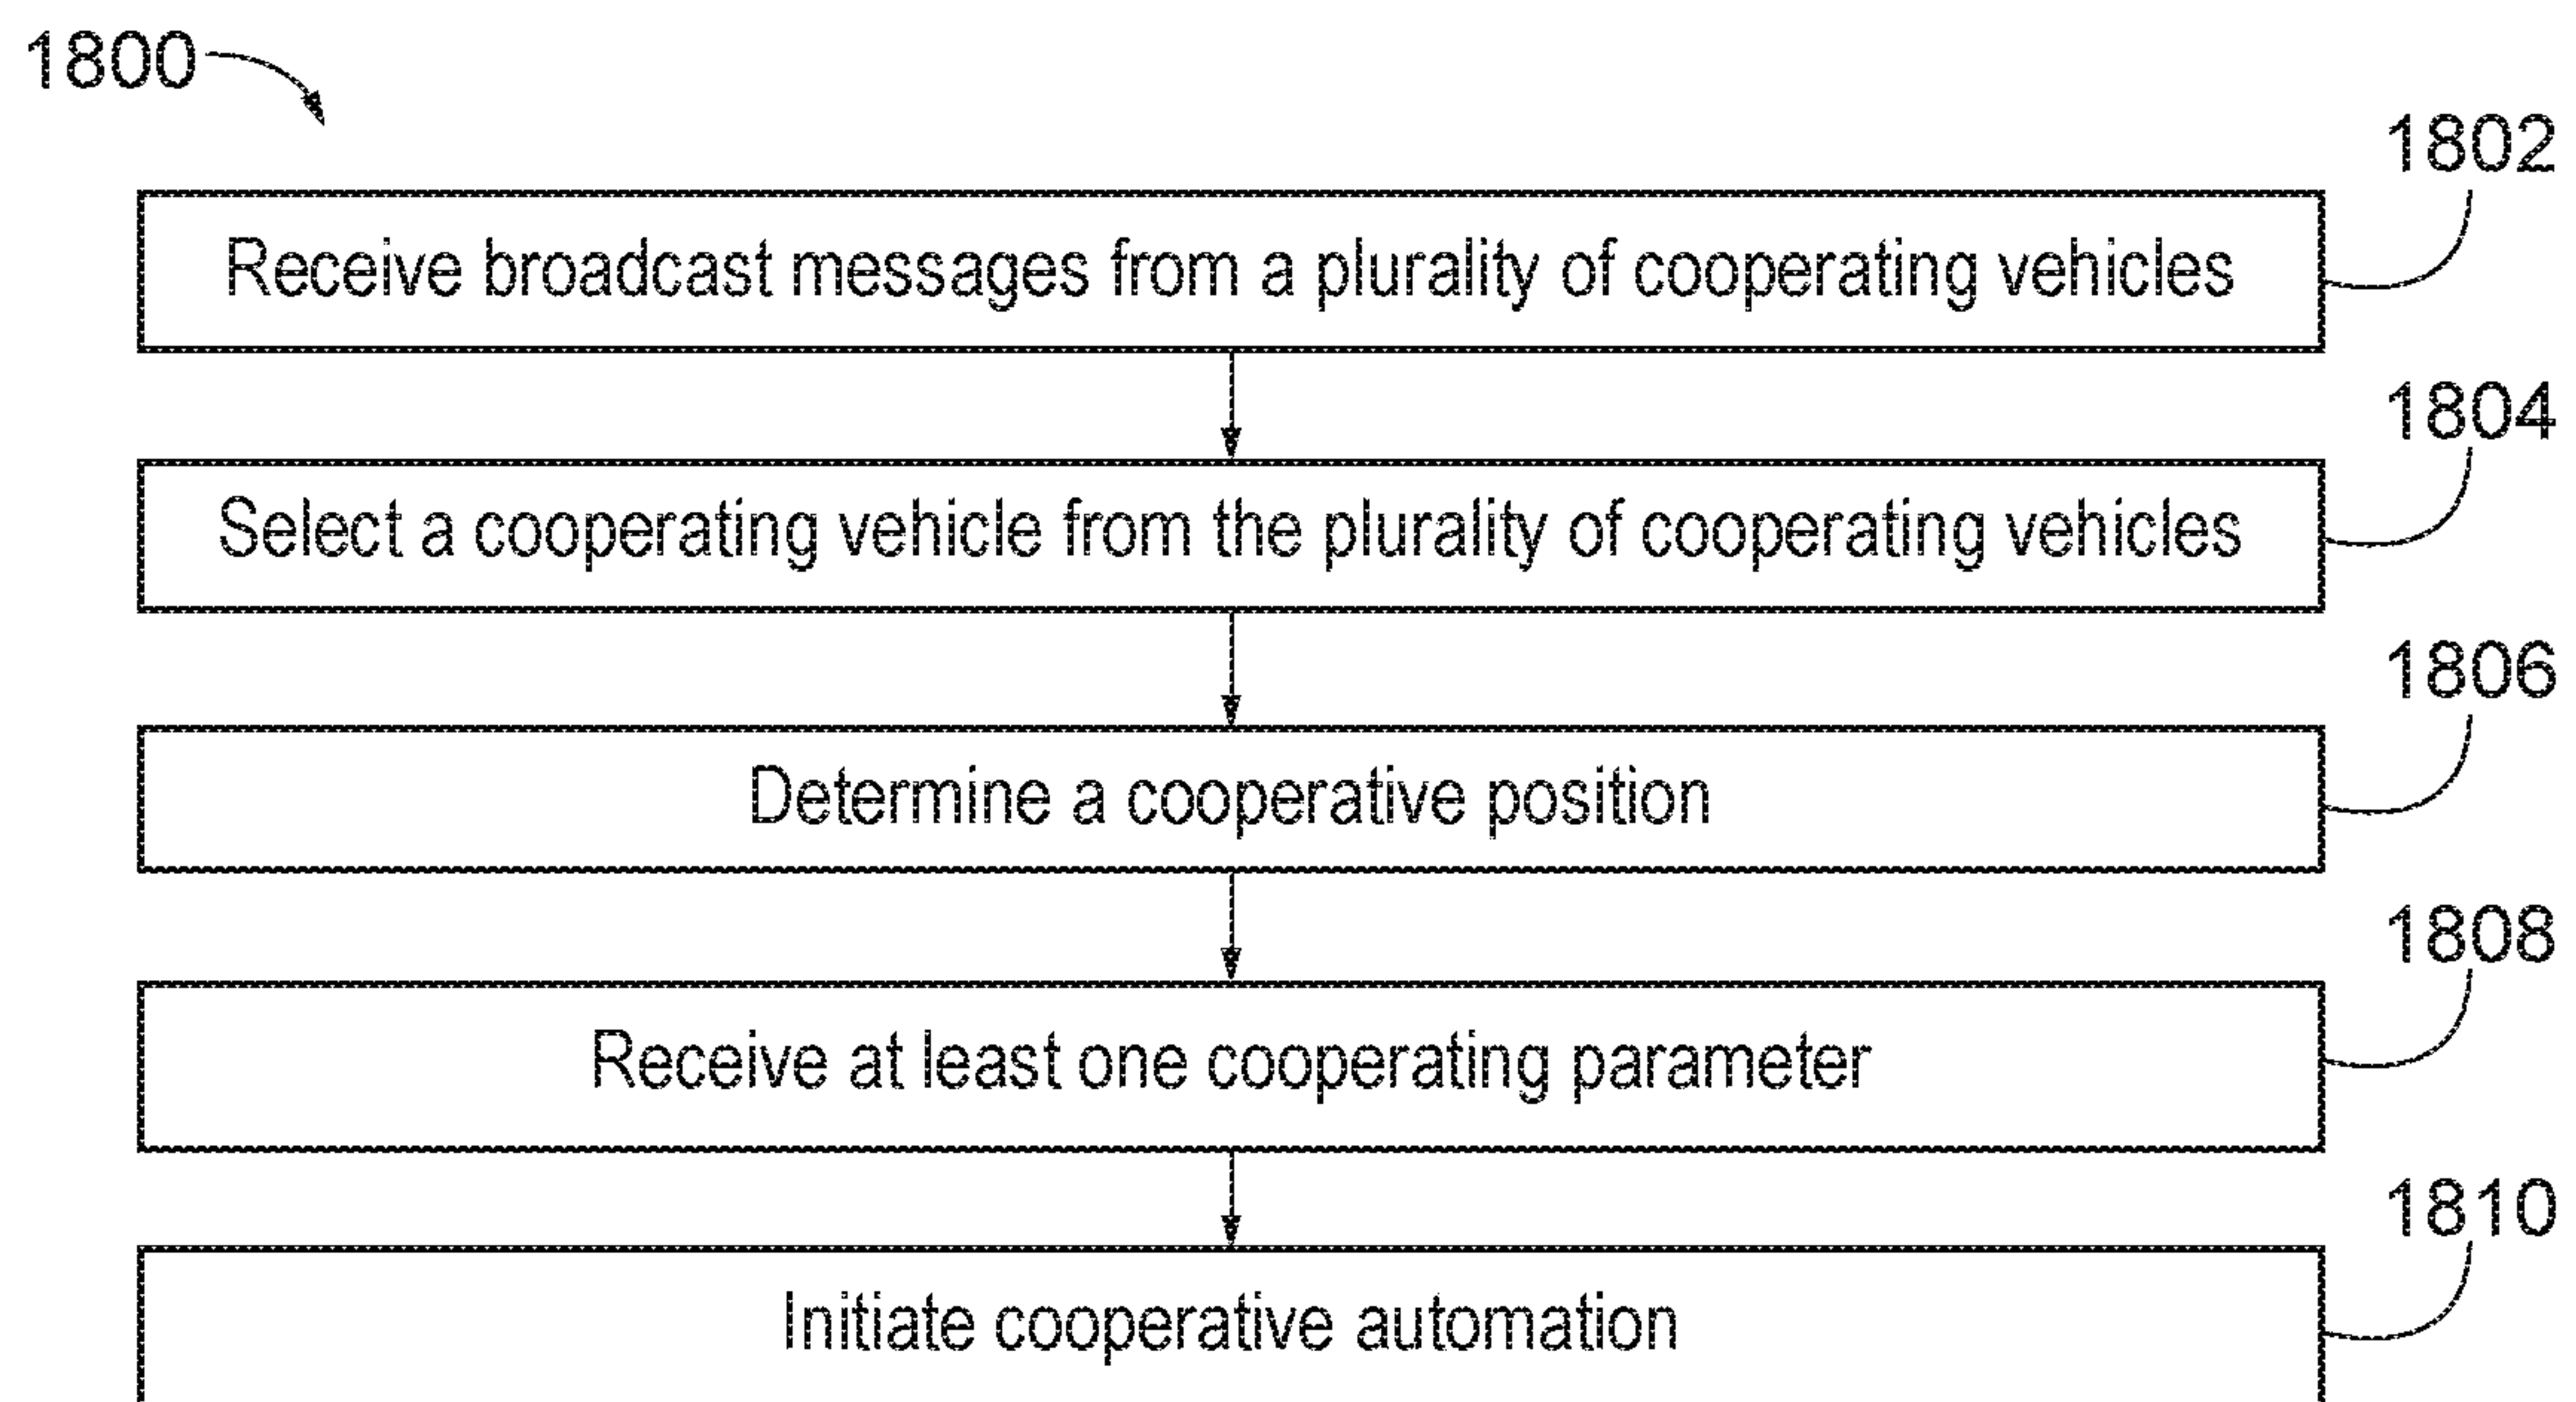 1800
1802
Receive broadcast messages from a plurality of cooperating vehicles
1804
Select a cooperating vehicle from the plurality of cooperating vehicles
1806
Determine a cooperative position
1808
Receive at least one cooperating parameter
1810
Initiate cooperative automation